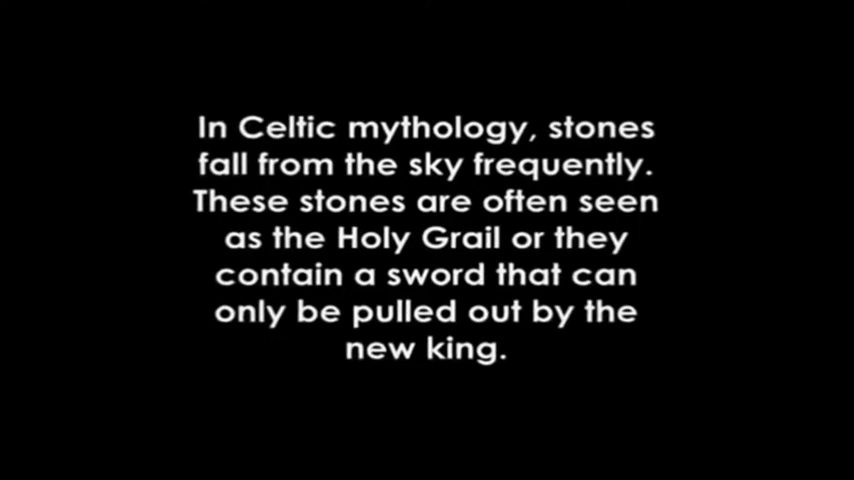 In Celtic mythology, stones
fall from the sky frequently.
These stones are often seen
as the Holy Grail or they
contain a sword that can
only be pulled out by the
new king.